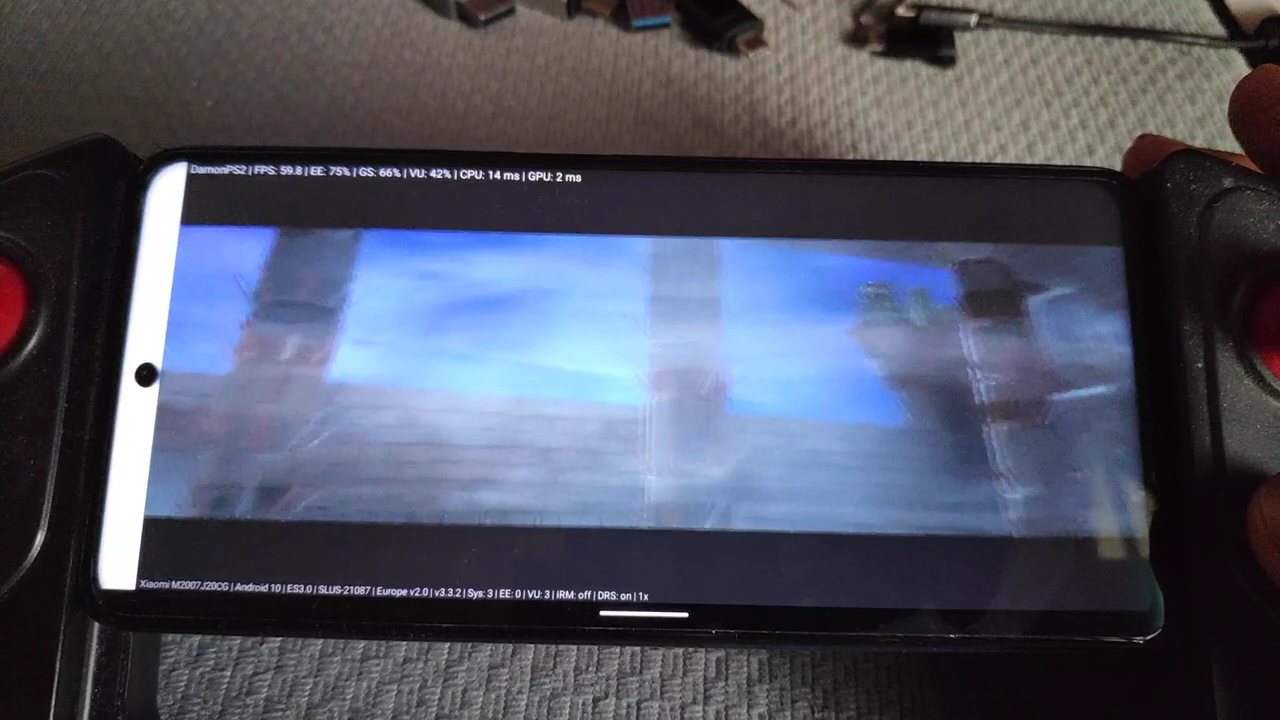 DamonPS2 | FPS: 59.8 | EE: 75% | GS: 66% | VU: 42% | CPU: 14 ms | GPU: 2 ms
Xiaomi M2007J20CG | Android 10 | ES3.0 | SLUS-21087 | Europe v2.0 | v3.3.2 | Sys: 3 | EE: 0 | VU: 3 | IRM: off | DRS: on | 1x